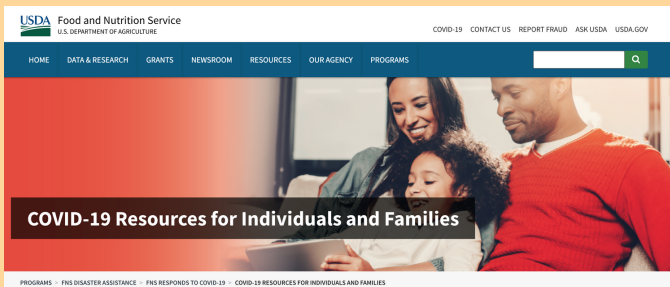 USDA Food and Nutrition Service
U.S. DEPARTMENT OF AGRICULTURE
COVID-19 CONTACT US REPORT FRAUD ASK USDA USDA.GOV
HOME DATA & RESEARCH GRANTS NEWSROOM RESOURCES OUR AGENCY PROGRAMS
COVID-19 Resources for Individuals and Families
PROGRAMS > FNS DISASTER ASSISTANCE > FNS RESPONDS TO COVID-19 > COVID-19 RESOURCES FOR INDIVIDUALS AND FAMILIES